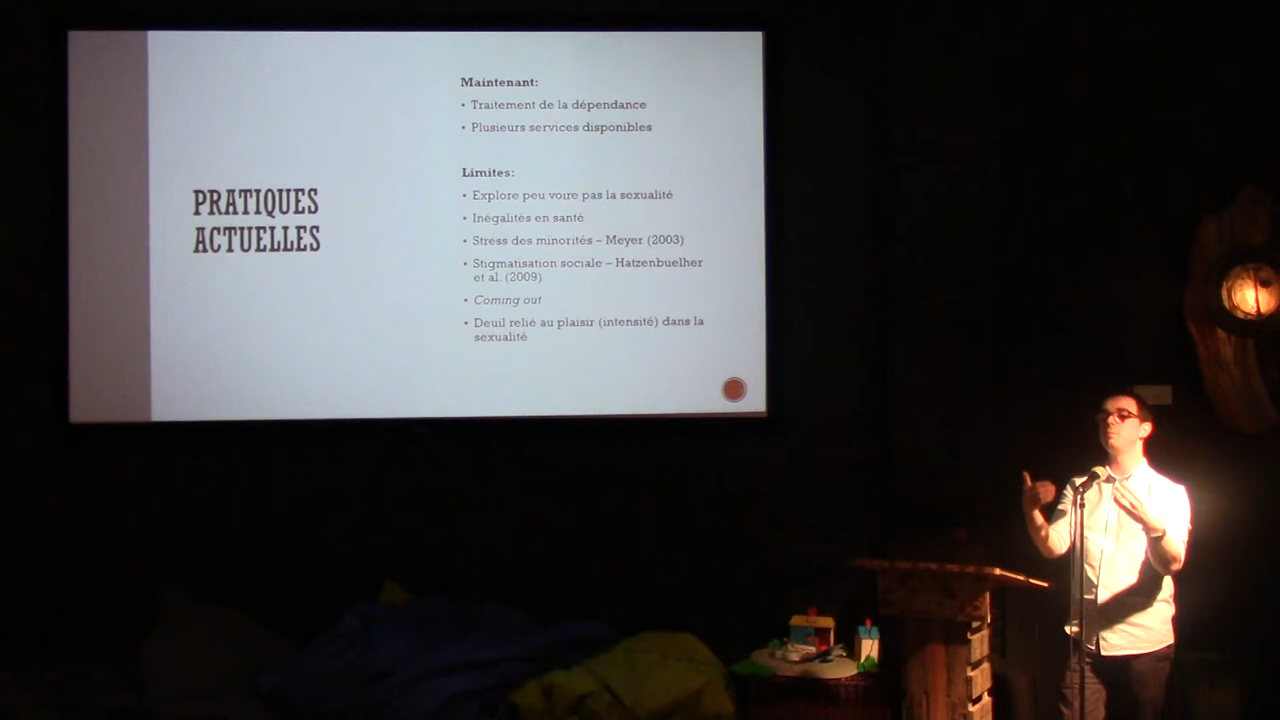 PRATIQUES
ACTUELLES
Maintenant:
• Traitement de la dépendance
• Plusieurs services disponibles
Limites:
• Explore peu voire pas la sexualité
• Inégalités en santé
• Stress des minorités – Meyer (2003)
• Stigmatisation sociale – Hatzenbuelher
et al. (2009)
• Coming out
• Deuil relié au plaisir (intensité) dans la
sexualité